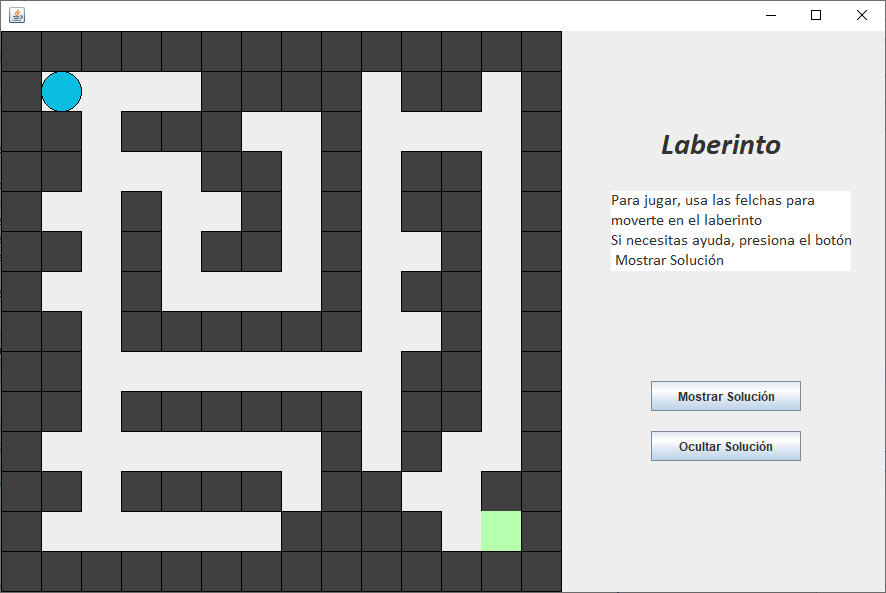 Laberinto
Para jugar, usa las felchas para
moverte en el laberinto
Si necesitas ayuda, presiona el botón
Mostrar Solución
Mostrar Solución
Ocultar Solución